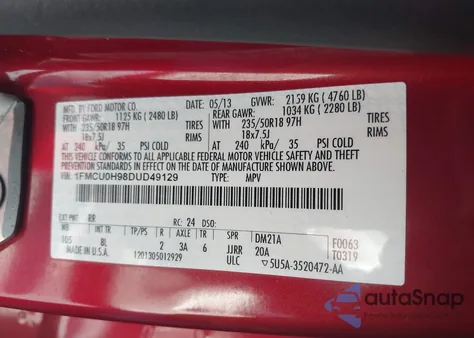 MFD. BY FORD MOTOR CO.
DATE: 05/13 GVWR: 2159 KG ( 4760 LB)
FRONT GAWR: 1125 KG ( 2480 LB) REAR GAWR: 1034 KG ( 2280 LB)
WITH 235/50R18 97H TIRES WITH 235/50R18 97H TIRES
18x7.5J RIMS 18x7.5J RIMS
AT 240 kPa/ 35 PSI COLD AT 240 kPa/ 35 PSI COLD
THIS VEHICLE CONFORMS TO ALL APPLICABLE FEDERAL MOTOR VEHICLE SAFETY AND THEFT PREVENTION STANDARDS IN
EFFECT ON THE DATE OF MANUFACTURE SHOWN ABOVE.
VIN: 1FMCU0H98DUD49129 TYPE: MPV
EXT PNT: RR RC: 24 DSO:
WB BRK INT TR TP/PS R AXLE TR SPR DM21A F0063
105 BL 2 3A 6 JJRR 20A T0319
1201305012929 ULC 5U5A-3520472-AA
autoSnap